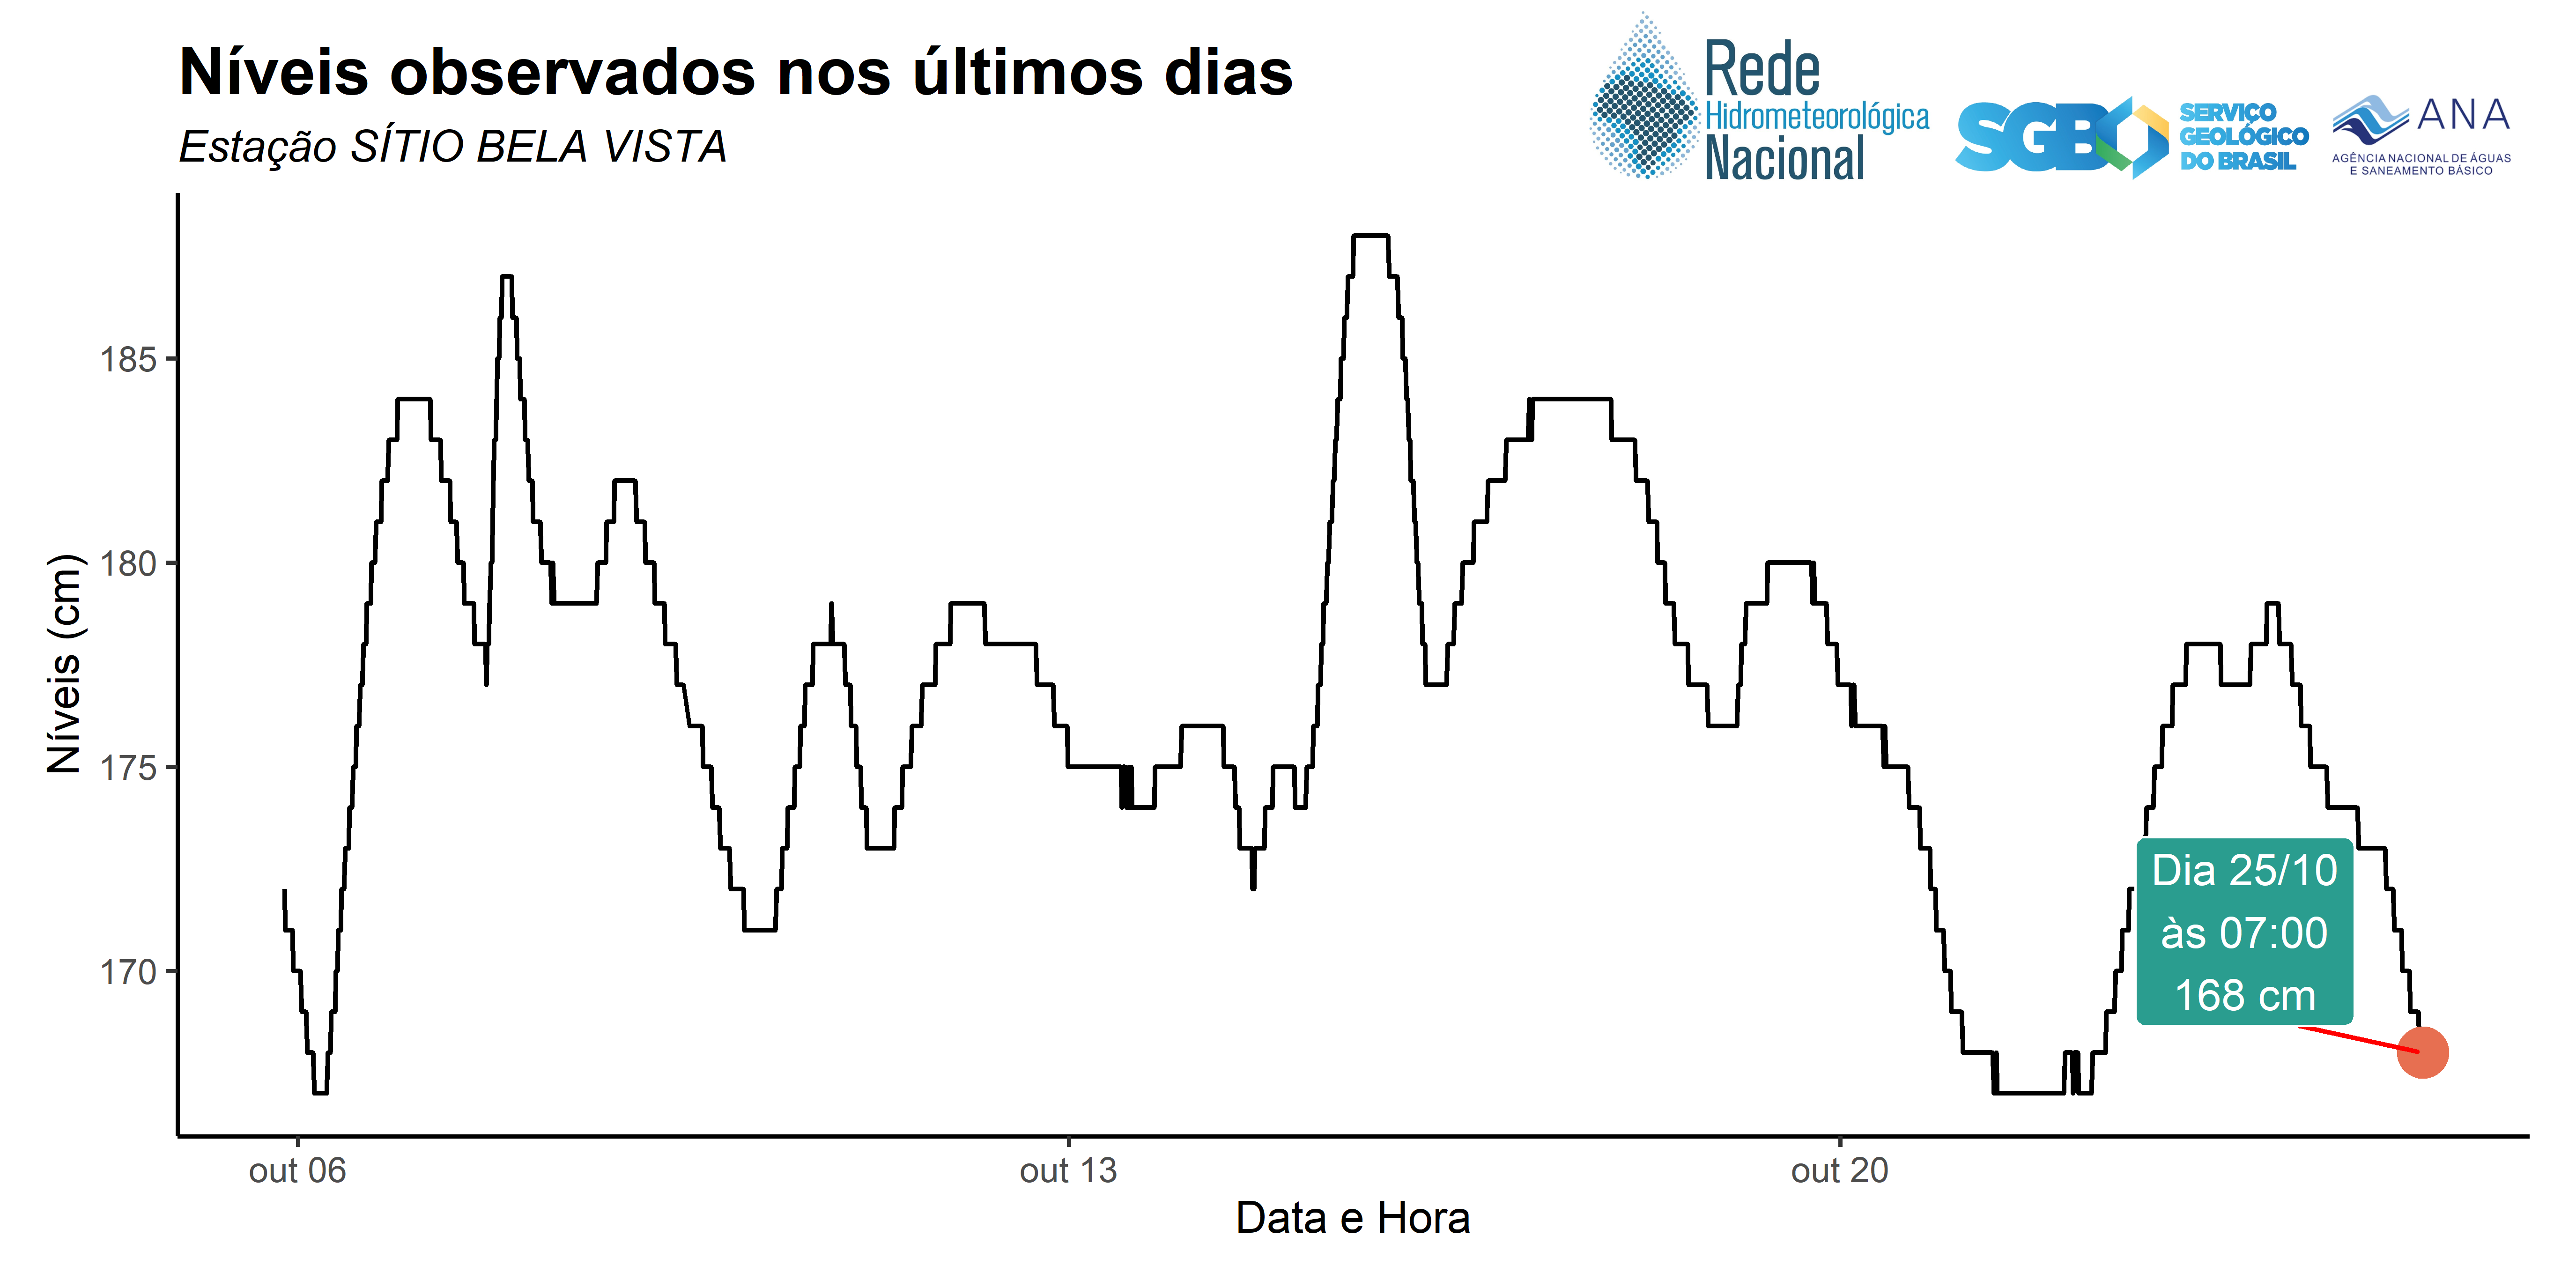 Níveis observados nos últimos dias
Estação SÍTIO BELA VISTA
Rede
Hidrometeorológica
Nacional
SGB
SERVIÇO
GEOLÓGICO
DO BRASIL
ANA
AGÊNCIA NACIONAL DE ÁGUAS
E SANEAMENTO BÁSICO
Níveis (cm)
185
180
175
170
Dia 25/10
às 07:00
168 cm
out 06
out 13
out 20
Data e Hora